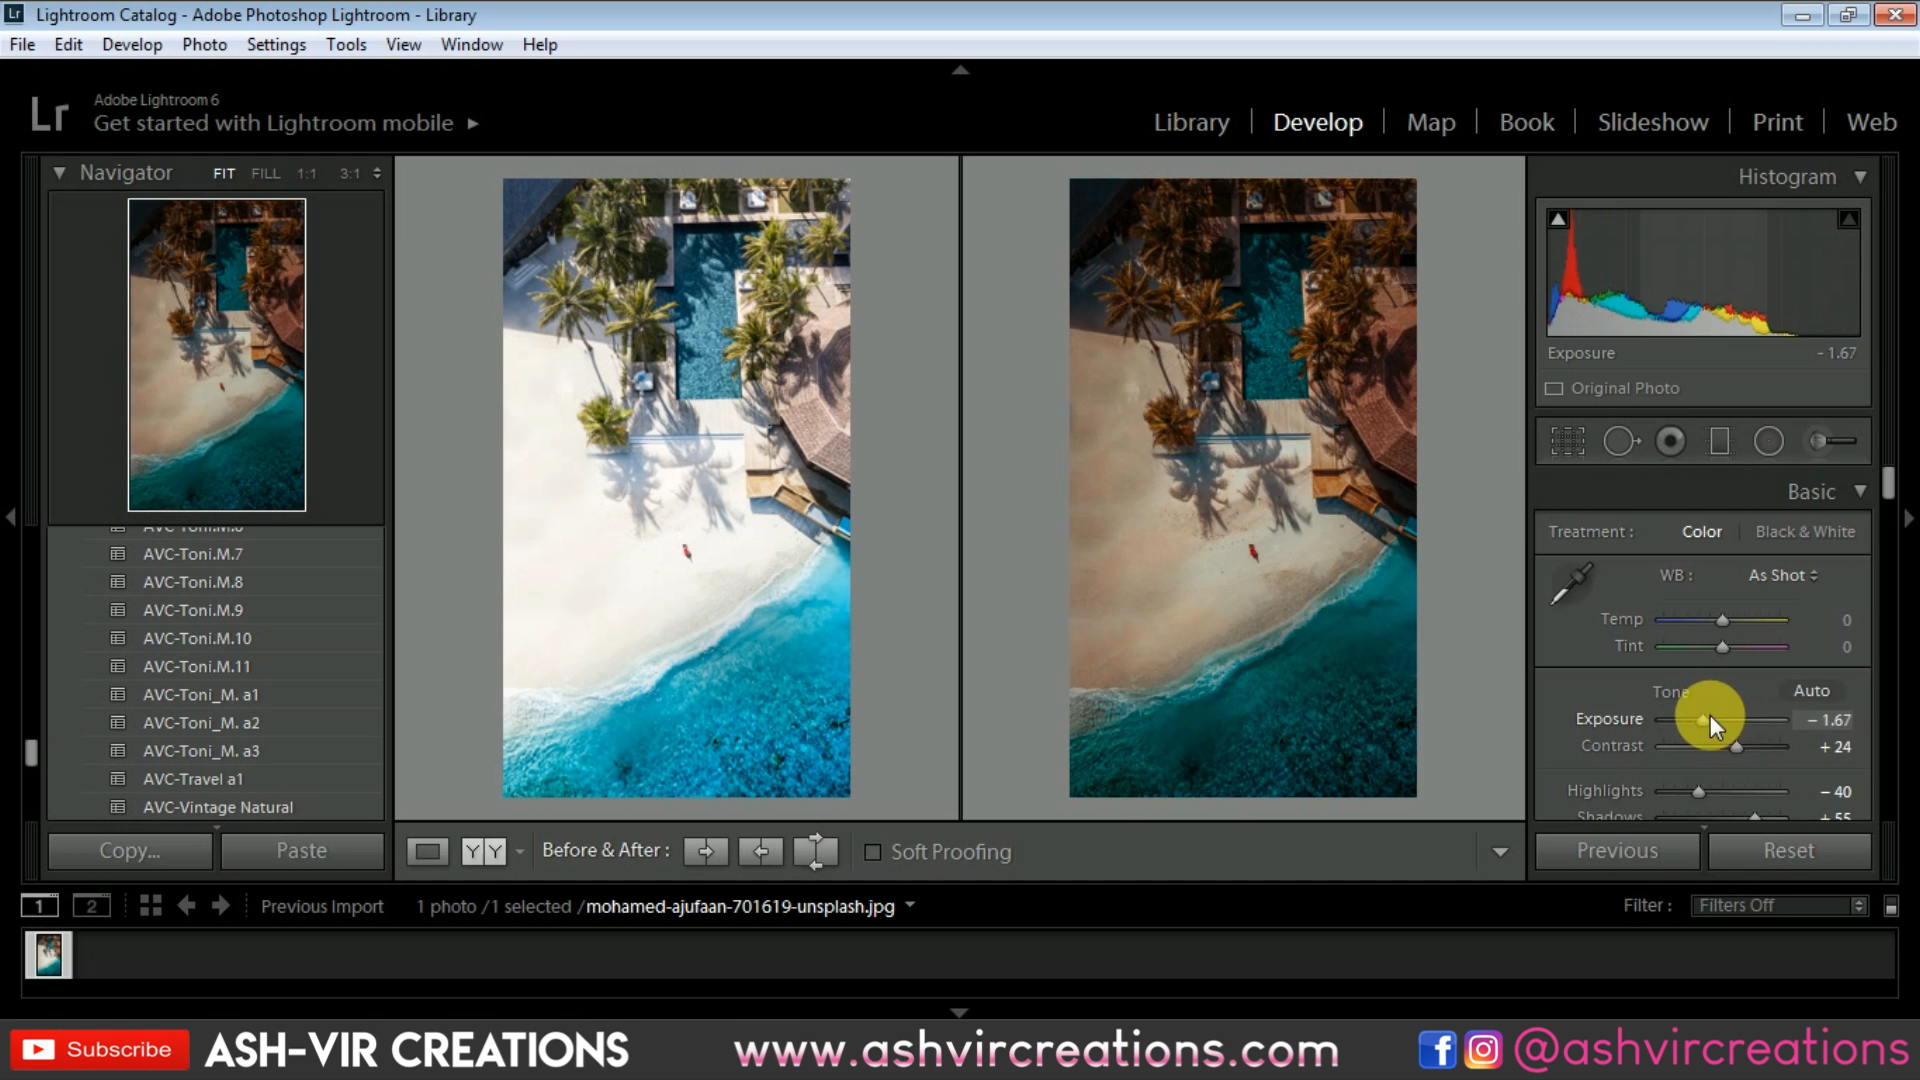 Lr Lightroom Catalog - Adobe Photoshop Lightroom - Library
File Edit Develop Photo Settings Tools View Window Help
Lr
Adobe Lightroom 6
Get started with Lightroom mobile
Library | Develop | Map | Book | Slideshow | Print | Web
Navigator FIT FILL 1:1 3:1
AVC-Toni.M.7
AVC-Toni.M.8
AVC-Toni.M.9
AVC-Toni.M.10
AVC-Toni.M.11
AVC-Toni_M. a1
AVC-Toni_M. a2
AVC-Toni_M. a3
AVC-Travel a1
AVC-Vintage Natural
Copy... Paste
Histogram
Exposure - 1.67
Original Photo
Basic
Treatment : Color Black & White
WB : As Shot
Temp 0
Tint 0
Tone Auto
Exposure - 1.67
Contrast + 24
Highlights - 40
Shadows + 55
Previous Reset
YY Before & After : Soft Proofing
1 2 Previous Import 1 photo /1 selected /mohamed-ajufaan-701619-unsplash.jpg
Filter : Filters Off
Subscribe ASH-VIR CREATIONS www.ashvircreations.com @ashvircreations